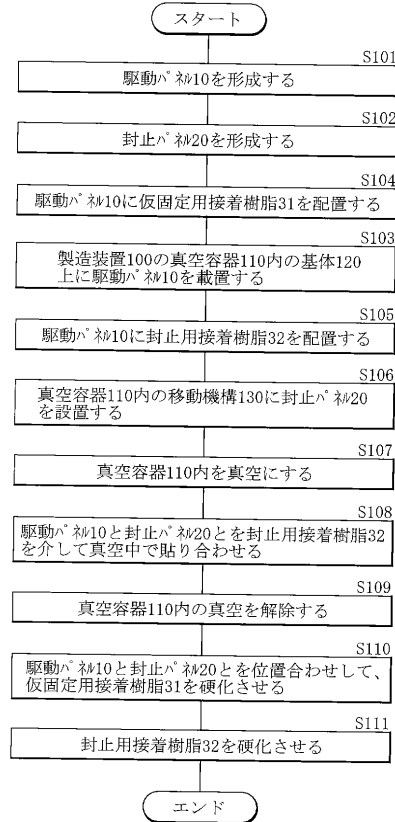 スタート
S101
駆動ﾊﾟﾈﾙ10を形成する
S102
封止ﾊﾟﾈﾙ20を形成する
S104
駆動ﾊﾟﾈﾙ10に仮固定用接着樹脂31を配置する
S103
製造装置100の真空容器110内の基体120
上に駆動ﾊﾟﾈﾙ10を載置する
S105
駆動ﾊﾟﾈﾙ10に封止用接着樹脂32を配置する
S106
真空容器110内の移動機構130に封止ﾊﾟﾈﾙ20
を設置する
S107
真空容器110内を真空にする
S108
駆動ﾊﾟﾈﾙ10と封止ﾊﾟﾈﾙ20とを封止用接着樹脂32
を介して真空中で貼り合わせる
S109
真空容器110内の真空を解除する
S110
駆動ﾊﾟﾈﾙ10と封止ﾊﾟﾈﾙ20とを位置合わせして、
仮固定用接着樹脂31を硬化させる
S111
封止用接着樹脂32を硬化させる
エンド